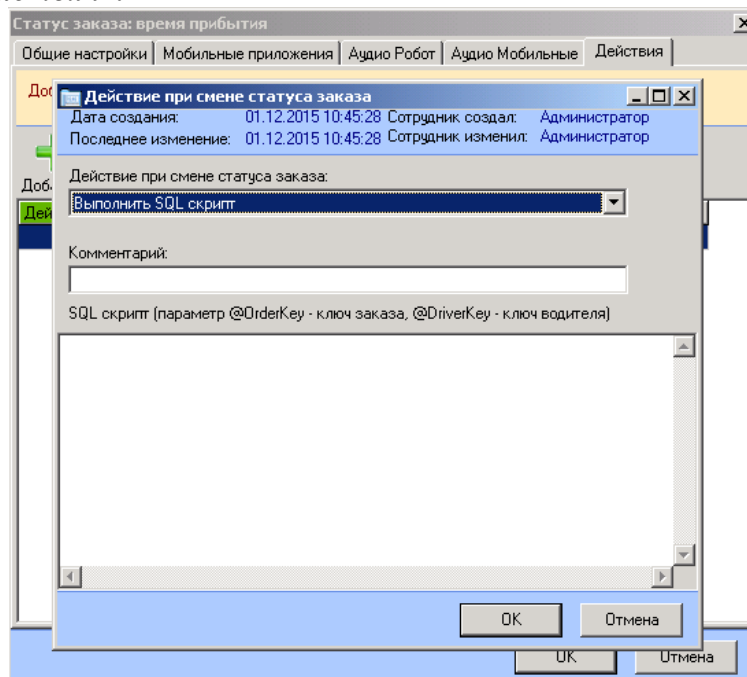 Статус заказа: время прибытия
Общие настройки Мобильные приложения Аудио Робот Аудио Мобильные Действия
Действие при смене статуса заказа
Дата создания: 01.12.2015 10:45:28 Сотрудник создал: Администратор
Последнее изменение: 01.12.2015 10:45:28 Сотрудник изменил: Администратор
Действие при смене статуса заказа:
Выполнить SQL скрипт
Комментарий:
SQL скрипт (параметр @OrderKey - ключ заказа, @DriverKey - ключ водителя)
OK Отмена
OK Отмена